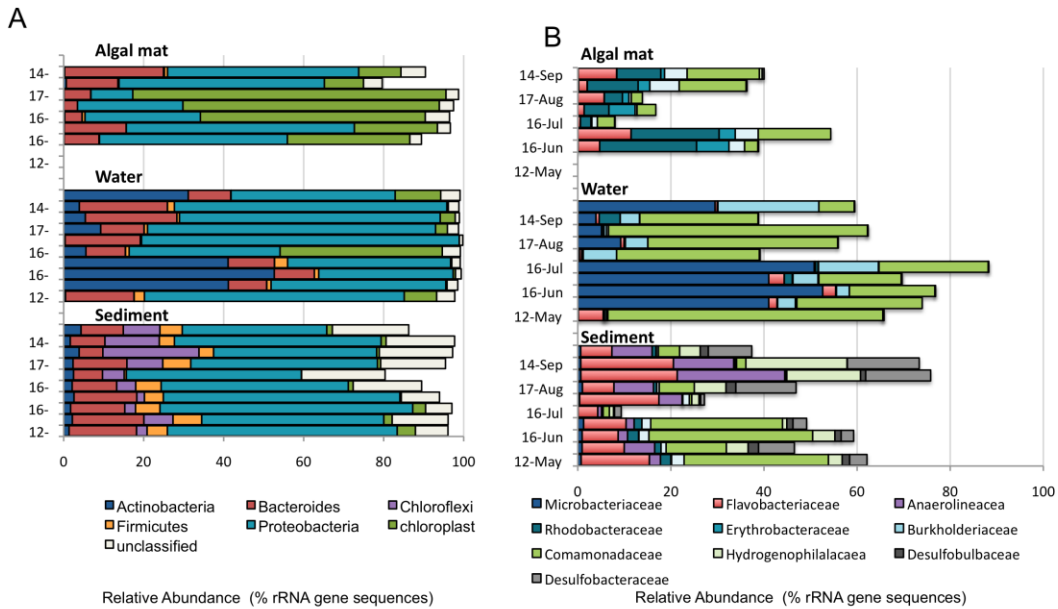 A
Algal mat
14-
17-
16-
16-
12-
Water
14-
17-
16-
16-
12-
Sediment
14-
17-
16-
16-
12-
0 20 40 60 80 100
Actinobacteria Bacteroides Chloroflexi
Firmicutes Proteobacteria chloroplast
unclassified
Relative Abundance (% rRNA gene sequences)
B
Algal mat
14-Sep
17-Aug
16-Jul
16-Jun
12-May
Water
14-Sep
17-Aug
16-Jul
16-Jun
12-May
Sediment
14-Sep
17-Aug
16-Jul
16-Jun
12-May
0 20 40 60 80 100
Microbacteriaceae Flavobacteriaceae Anaerolineacea
Rhodobacteraceae Erythrobacteraceae Burkholderiaceae
Comamonadaceae Hydrogenophilalacaea Desulfobulbaceae
Desulfobacteraceae
Relative Abundance (% rRNA gene sequences)